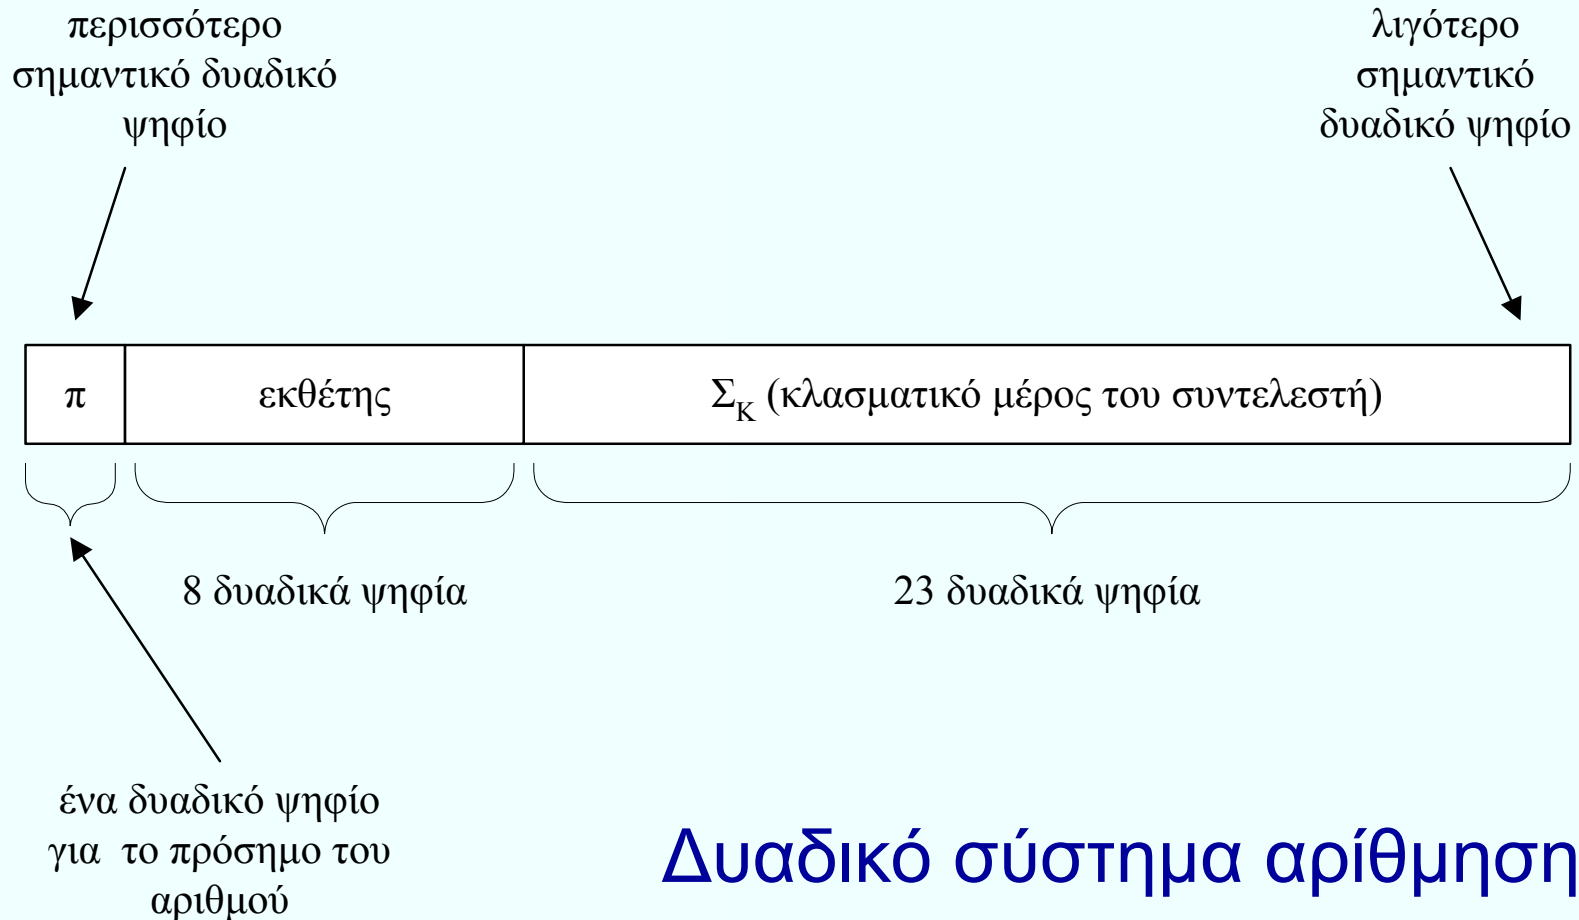 περισσότερο
σημαντικό δυαδικό
ψηφίο
λιγότερο
σημαντικό
δυαδικό ψηφίο
π
εκθέτης
Σ_Κ (κλασματικό μέρος του συντελεστή)
8 δυαδικά ψηφία
23 δυαδικά ψηφία
ένα δυαδικό ψηφίο
για το πρόσημο του
αριθμού
Δυαδικό σύστημα αρίθμηση